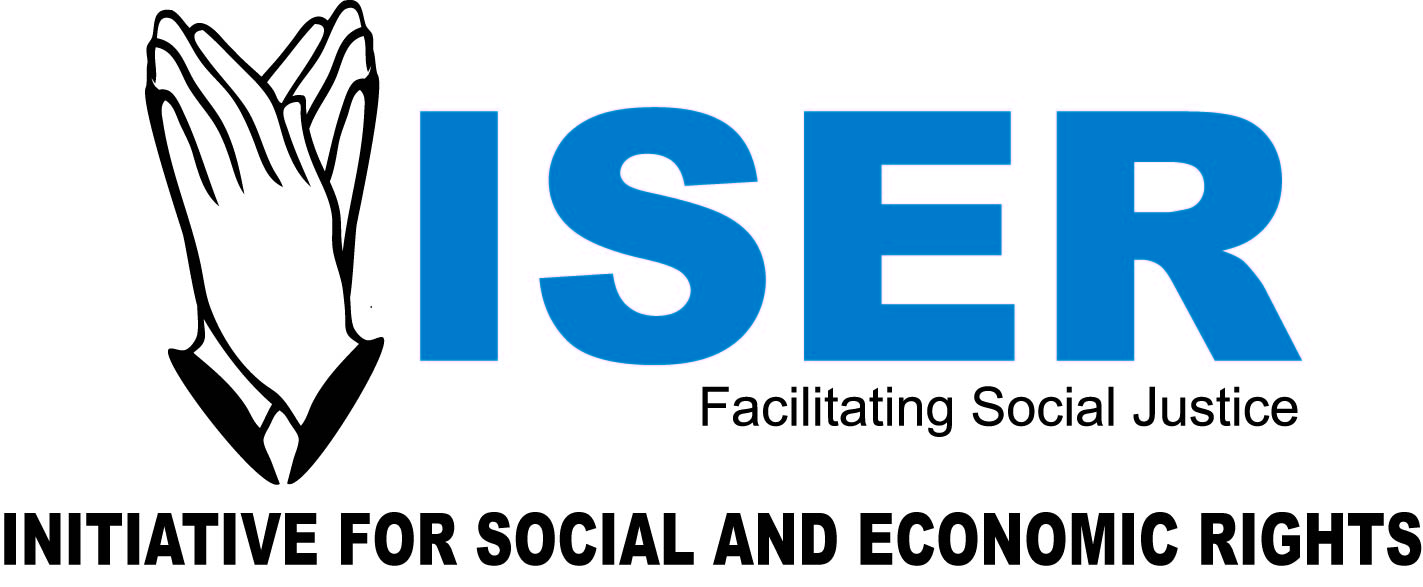 ISER
Facilitating Social Justice
INITIATIVE FOR SOCIAL AND ECONOMIC RIGHTS